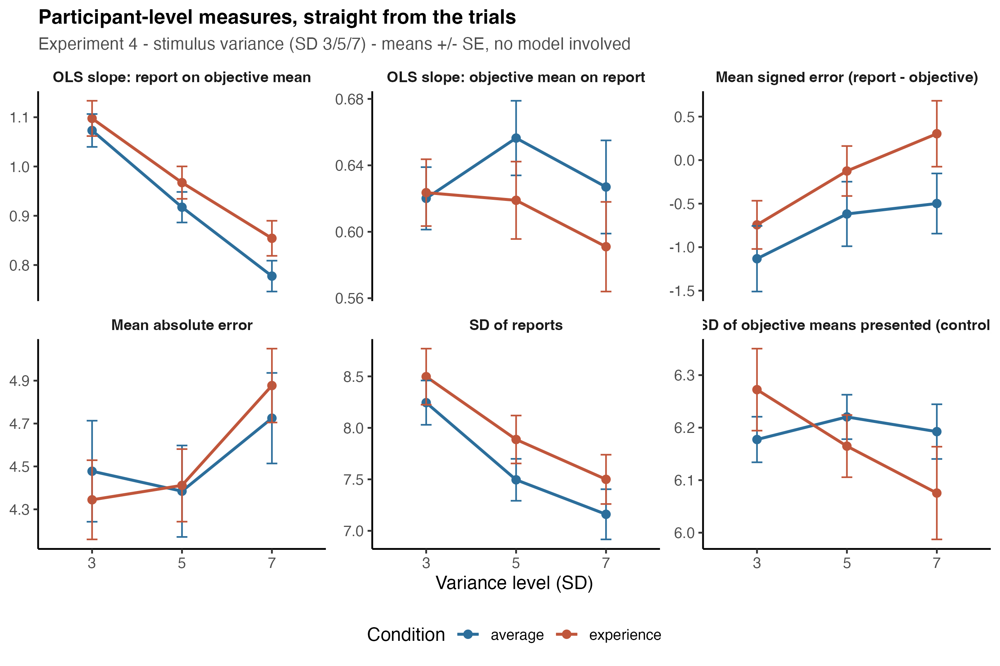 Participant-level measures, straight from the trials
Experiment 4 - stimulus variance (SD 3/5/7) - means +/- SE, no model involved
OLS slope: report on objective mean
OLS slope: objective mean on report
Mean signed error (report - objective)
1.1
1.0
0.9
0.8
0.68
0.64
0.60
0.56
0.5
0.0
-0.5
-1.0
-1.5
Mean absolute error
SD of reports
SD of objective means presented (control
4.9
4.7
4.5
4.3
8.5
8.0
7.5
7.0
6.3
6.2
6.1
6.0
3 5 7
3 5 7
3 5 7
Variance level (SD)
Condition average experience